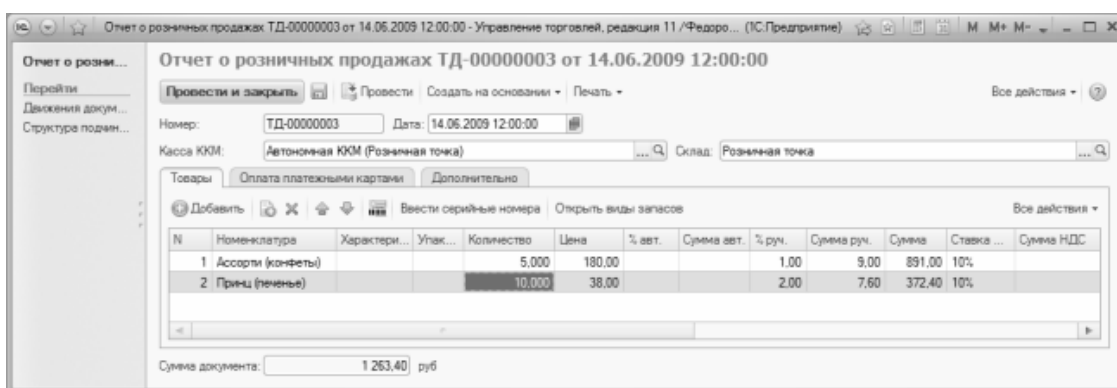 Отчет о розничных продажах ТД-00000003 от 14.06.2009 12:00:00 - Управление торговлей, редакция 11 /Федоро... (1С:Предприятие) M M+ M-
Отчет о розни...
Отчет о розничных продажах ТД-00000003 от 14.06.2009 12:00:00
Перейти
Движения докум...
Структура подчин...
Провести и закрыть Провести Создать на основании Печать Все действия
Номер: ТД-00000003 Дата: 14.06.2009 12:00:00
Касса ККМ: Автономная ККМ (Розничная точка) ... Склад: Розничная точка ...
Товары Оплата платежными картами Дополнительно
Добавить Ввести серийные номера Открыть виды запасов Все действия
N Номенклатура Характери... Упак... Количество Цена % авт. Сумма авт. % руч. Сумма руч. Сумма Ставка ... Сумма НДС
1 Ассорти (конфеты) 5,000 180,00 1,00 9,00 891,00 10%
2 Принц (печенье) 10,000 38,00 2,00 7,60 372,40 10%
Сумма документа: 1 263,40 руб